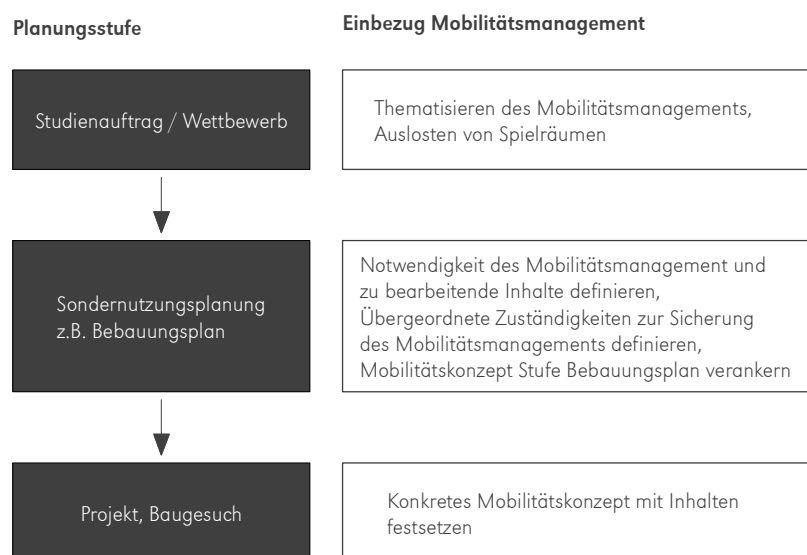 Planungsstufe
Einbezug Mobilitätsmanagement
Studienauftrag / Wettbewerb
Thematisieren des Mobilitätsmanagements,
Auslosten von Spielräumen
Sondernutzungsplanung
z.B. Bebauungsplan
Notwendigkeit des Mobilitätsmanagement und
zu bearbeitende Inhalte definieren,
Übergeordnete Zuständigkeiten zur Sicherung
des Mobilitätsmanagements definieren,
Mobilitätskonzept Stufe Bebauungsplan verankern
Projekt, Baugesuch
Konkretes Mobilitätskonzept mit Inhalten
festsetzen